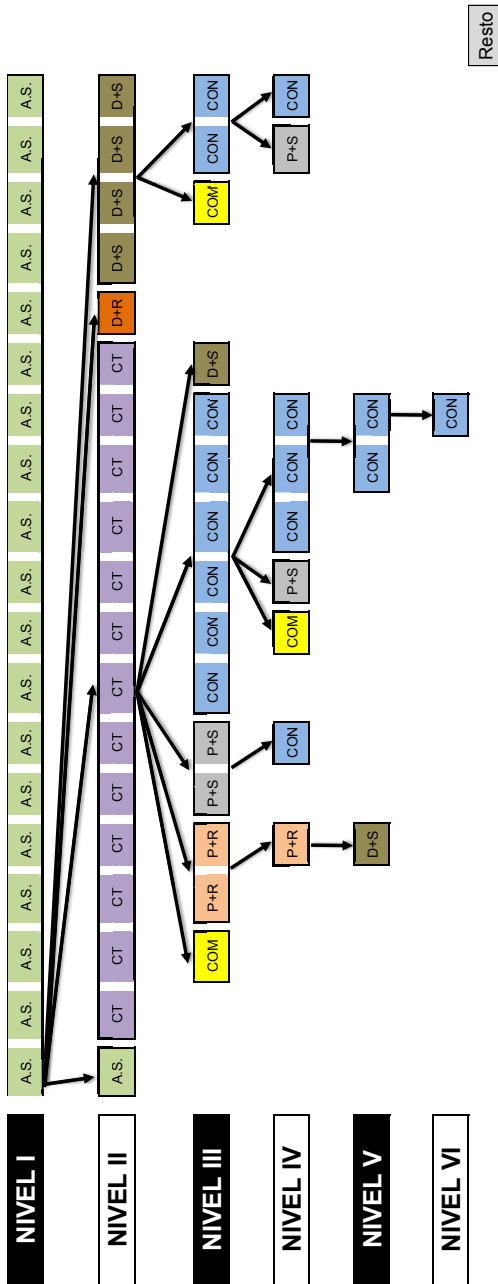 NIVEL I A.S. A.S. A.S. A.S. A.S. A.S. A.S. A.S. A.S. A.S. A.S. A.S. A.S. A.S. A.S. A.S. A.S. A.S. A.S.
NIVEL II A.S. CT CT CT CT CT CT CT CT CT CT CT CT CT D+R D+S D+S D+S D+S
NIVEL III COM P+R P+R P+S P+S CON CON CON CON CON CON D+S COM CON CON
NIVEL IV P+R CON COM P+S CON CON CON P+S CON
NIVEL V D+S CON CON
NIVEL VI CON
Resto